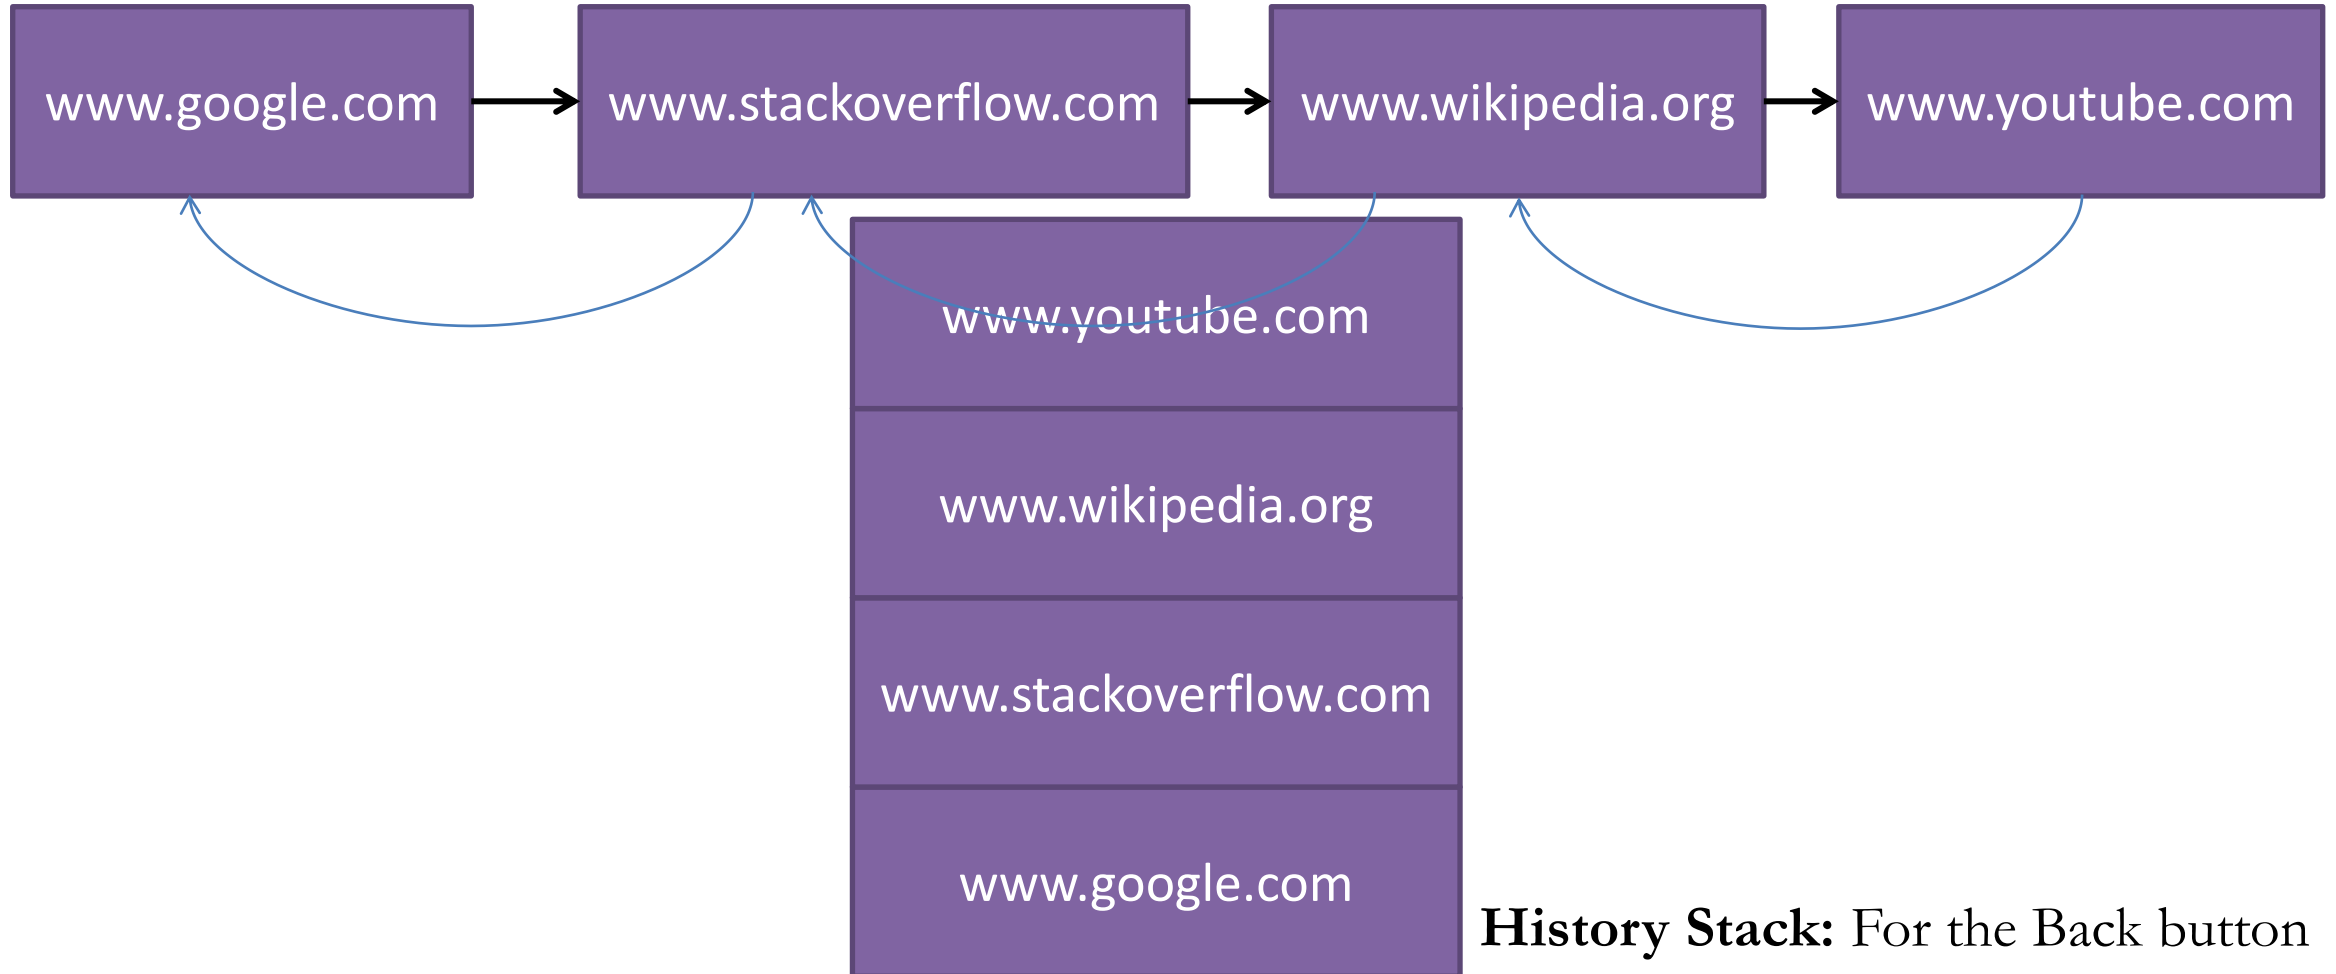 www.google.com
www.stackoverflow.com
www.wikipedia.org
www.youtube.com
www.youtube.com
www.wikipedia.org
www.stackoverflow.com
www.google.com
History Stack: For the Back button